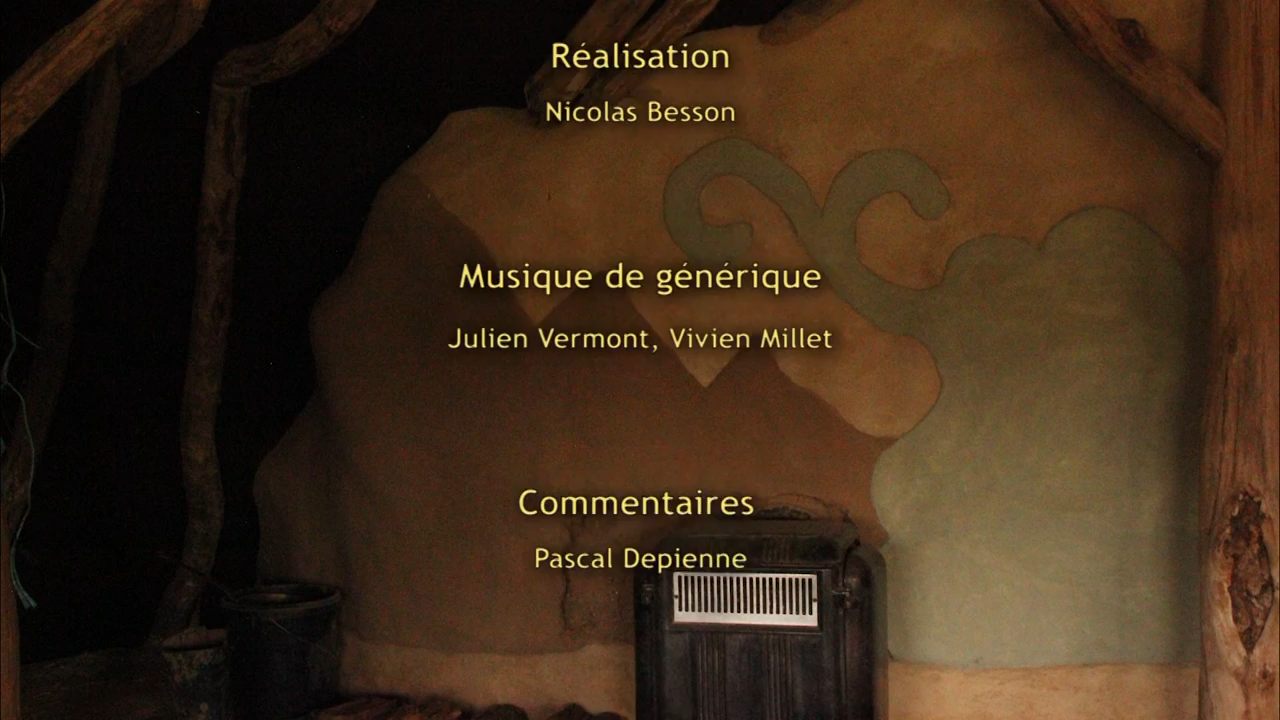 Réalisation
Nicolas Besson
Musique de générique
Julien Vermont, Vivien Millet
Commentaires
Pascal Depienne